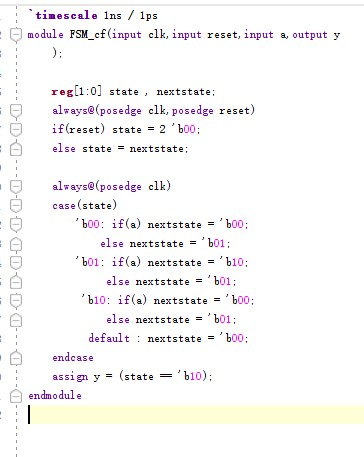 `timescale 1ns / 1ps
module FSM_cf(input clk,input reset,input a,output y
);
reg[1:0] state , nextstate;
always@(posedge clk,posedge reset)
if(reset) state = 2 'b00;
else state = nextstate;
always@(posedge clk)
case(state)
'b00: if(a) nextstate = 'b00;
else nextstate = 'b01;
'b01: if(a) nextstate = 'b10;
else nextstate = 'b01;
'b10: if(a) nextstate = 'b00;
else nextstate = 'b01;
default : nextstate = 'b00;
endcase
assign y = (state == 'b10);
endmodule